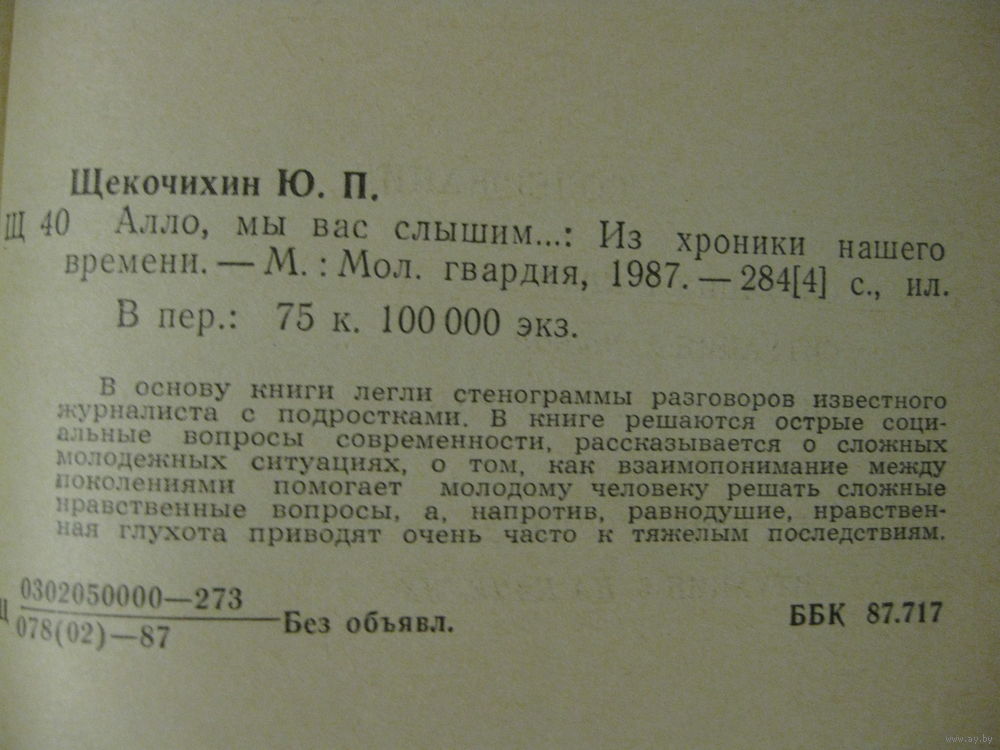 Щекочихин Ю. П.
Щ 40 Алло, мы вас слышим...: Из хроники нашего
времени. — М. : Мол. гвардия, 1987. — 284[4] с., ил.
В пер.: 75 к. 100 000 экз.
В основу книги легли стенограммы разговоров известного
журналиста с подростками. В книге решаются острые соци-
альные вопросы современности, рассказывается о сложных
молодежных ситуациях, о том, как взаимопонимание между
поколениями помогает молодому человеку решать сложные
нравственные вопросы, а, напротив, равнодушие, нравствен-
ная глухота приводят очень часто к тяжелым последствиям.
Щ 0302050000—273
078(02)—87 Без объявл. ББК 87.717
www.ay.by